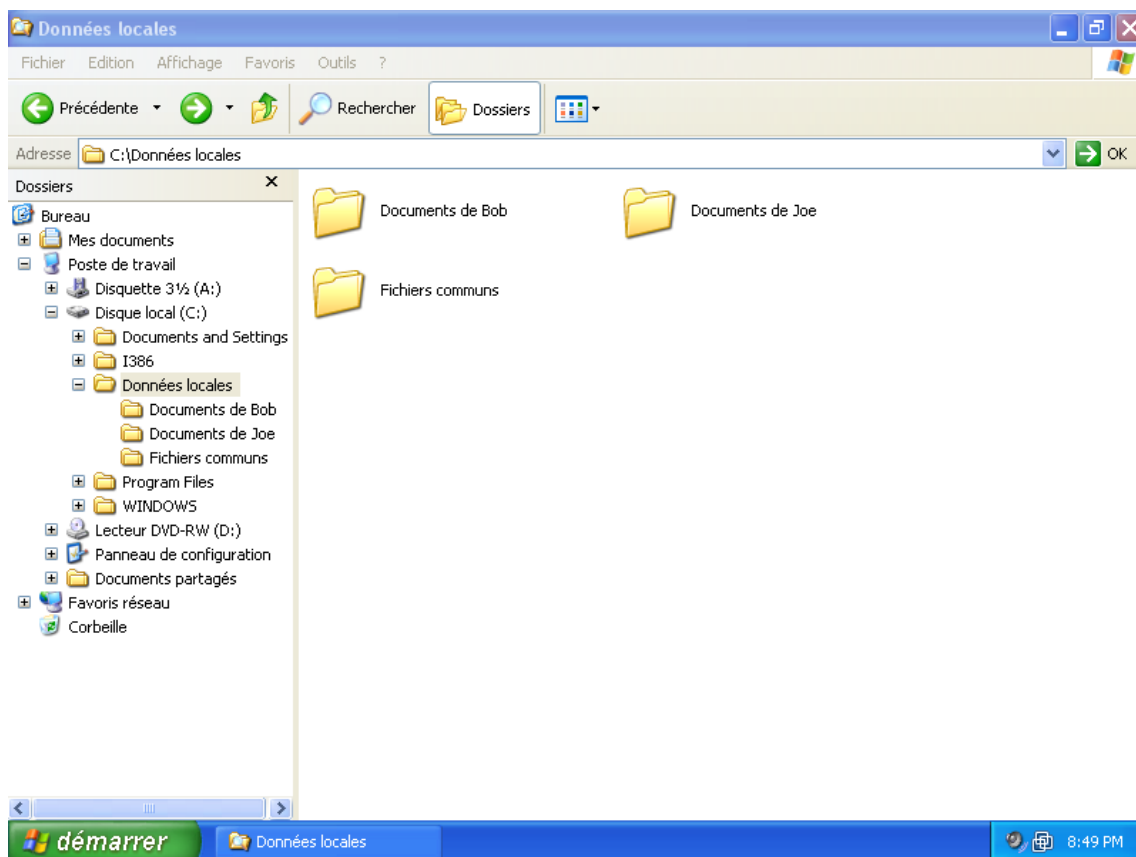 Données locales
Fichier Edition Affichage Favoris Outils ?
Précédente Rechercher Dossiers
Adresse C:\Données locales OK
Dossiers
Bureau
Mes documents
Poste de travail
Disquette 3½ (A:)
Disque local (C:)
Documents and Settings
I386
Données locales
Documents de Bob
Documents de Joe
Fichiers communs
Program Files
WINDOWS
Lecteur DVD-RW (D:)
Panneau de configuration
Documents partagés
Favoris réseau
Corbeille
Documents de Bob Documents de Joe
Fichiers communs
démarrer Données locales 8:49 PM